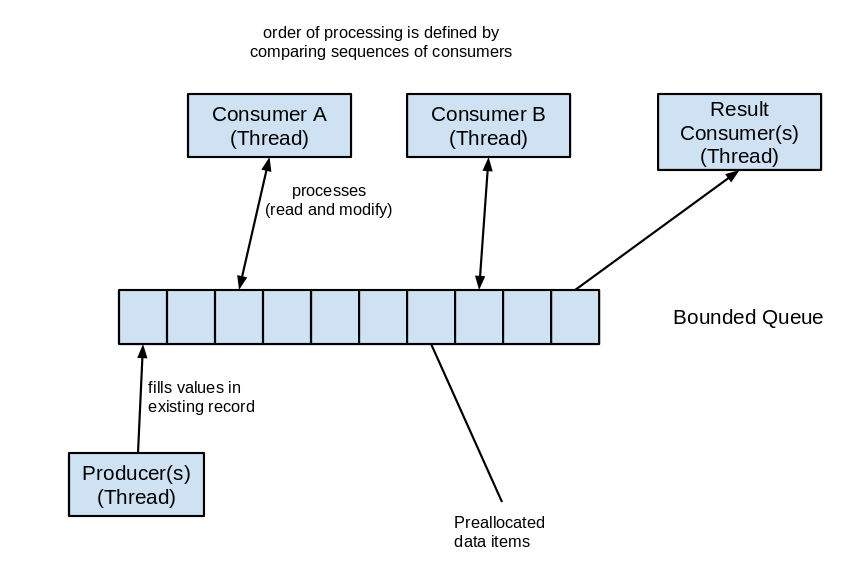 order of processing is defined by
comparing sequences of consumers
Consumer A
(Thread)
Consumer B
(Thread)
Result
Consumer(s)
(Thread)
processes
(read and modify)
Bounded Queue
fills values in
existing record
Producer(s)
(Thread)
Preallocated
data items